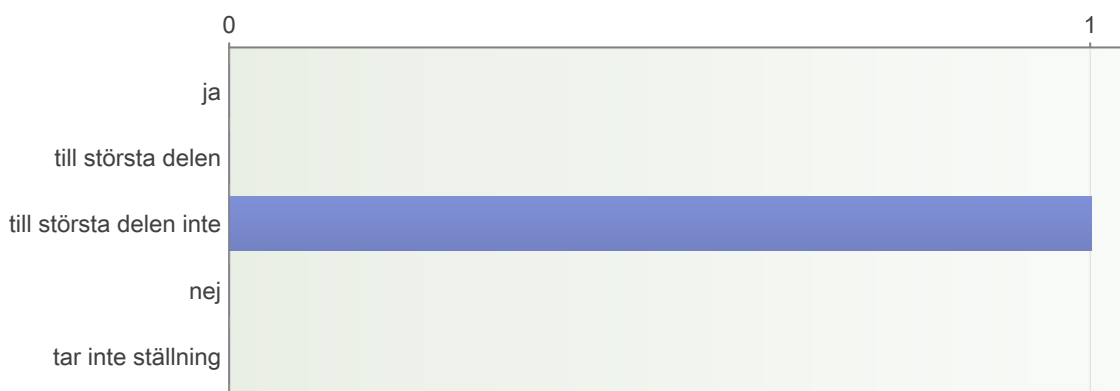 0 1
ja
till största delen
till största delen inte
nej
tar inte ställning